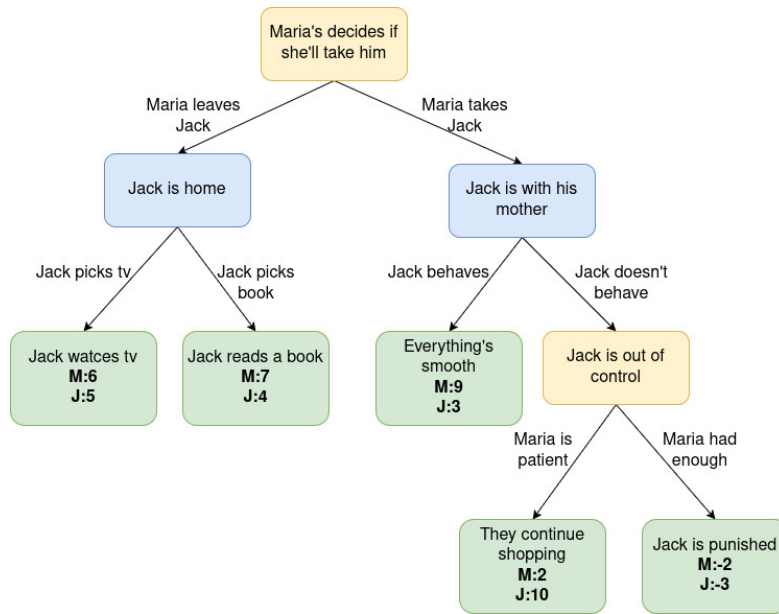 Maria's decides if
she'll take him
Maria leaves
Jack
Maria takes
Jack
Jack is home
Jack is with his
mother
Jack picks tv
Jack picks
book
Jack behaves
Jack doesn't
behave
Jack watces tv
M:6
J:5
Jack reads a book
M:7
J:4
Everything's
smooth
M:9
J:3
Jack is out of
control
Maria is
patient
Maria had
enough
They continue
shopping
M:2
J:10
Jack is punished
M:-2
J:-3